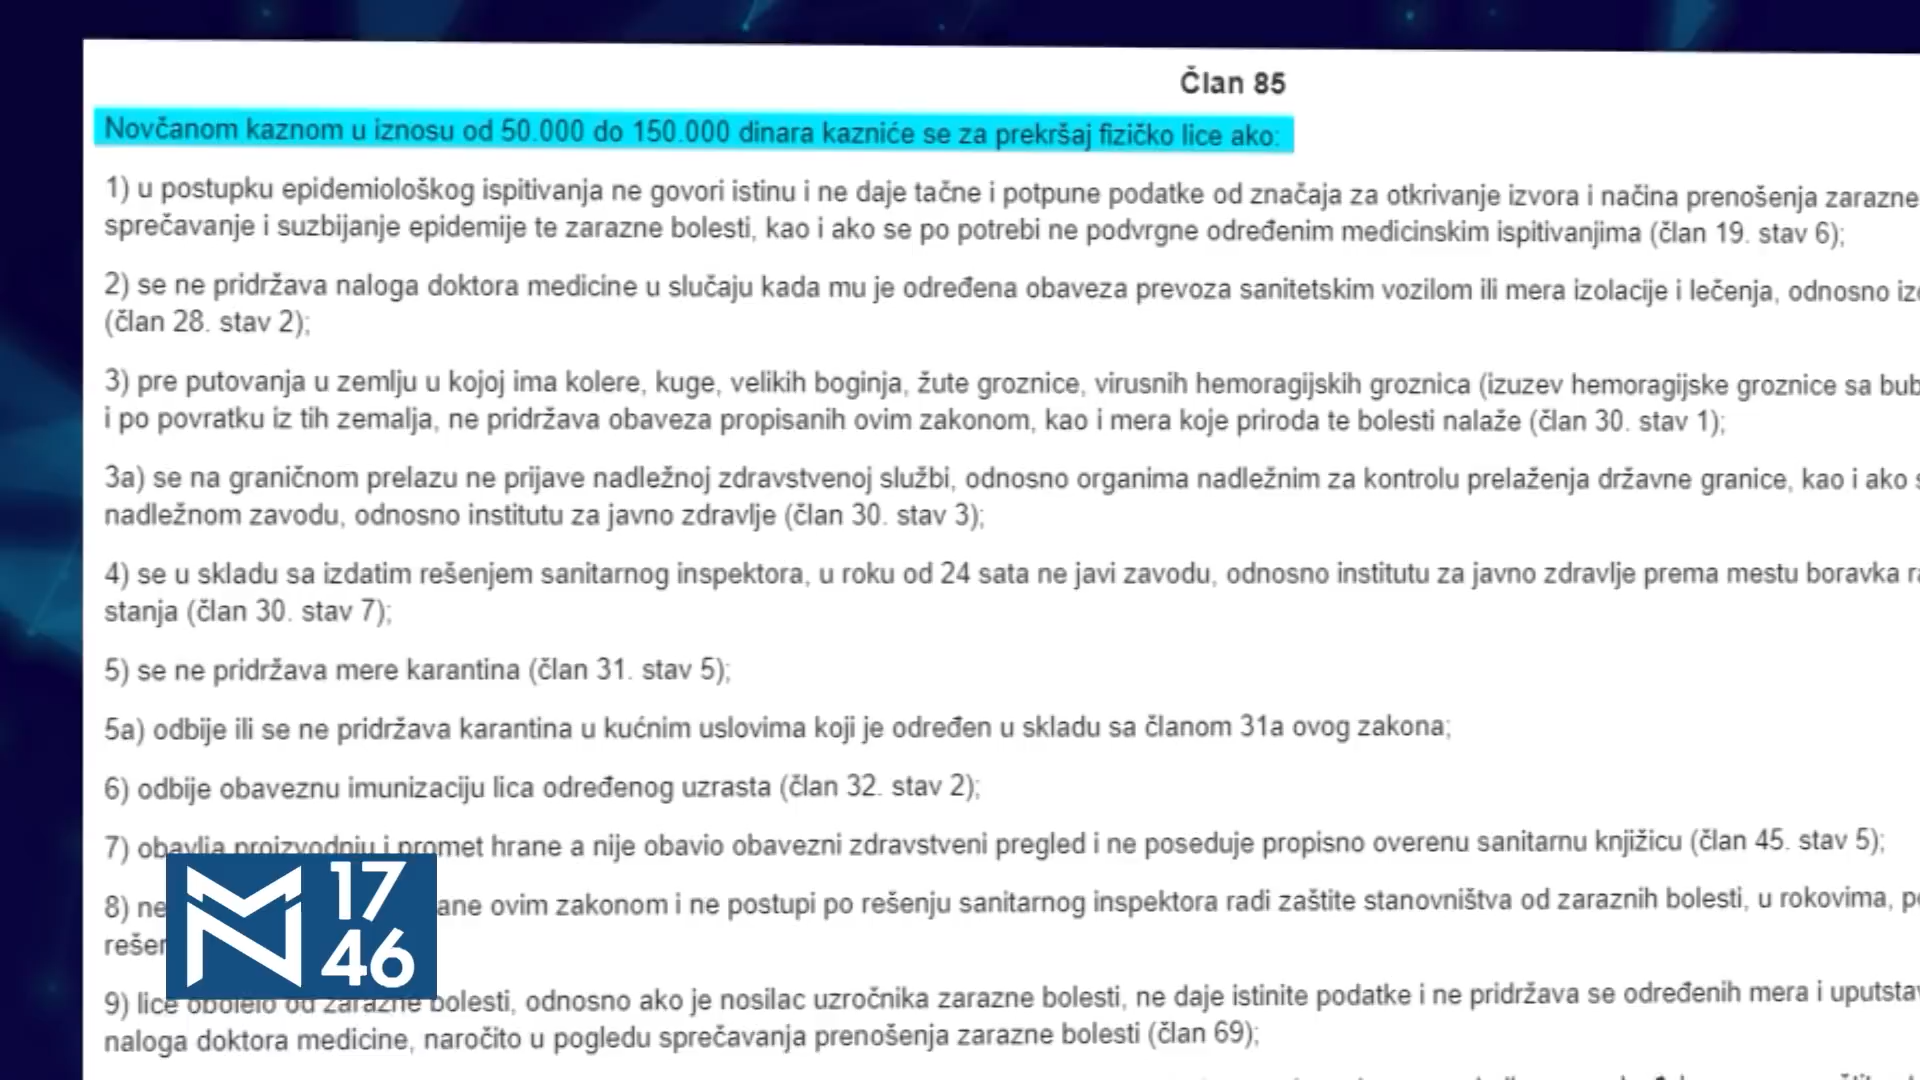 Član 85
Novčanom kaznom u iznosu od 50.000 do 150.000 dinara kazniće se za prekršaj fizičko lice ako:
1) u postupku epidemiološkog ispitivanja ne govori istinu i ne daje tačne i potpune podatke od značaja za otkrivanje izvora i načina prenošenja zarazne
sprečavanje i suzbijanje epidemije te zarazne bolesti, kao i ako se po potrebi ne podvrgne određenim medicinskim ispitivanjima (član 19. stav 6);
2) se ne pridržava naloga doktora medicine u slučaju kada mu je određena obaveza prevoza sanitetskim vozilom ili mera izolacije i lečenja, odnosno
(član 28. stav 2);
3) pre putovanja u zemlju u kojoj ima kolere, kuge, velikih boginja, žute groznice, virusnih hemoragijskih groznica (izuzev hemoragijske groznice sa
i po povratku iz tih zemalja, ne pridržava obaveza propisanih ovim zakonom, kao i mera koje priroda te bolesti nalaže (član 30. stav 1);
3a) se na graničnom prelazu ne prijave nadležnoj zdravstvenoj službi, odnosno organima nadležnim za kontrolu prelaženja državne granice, kao i ako
nadležnom zavodu, odnosno institutu za javno zdravlje (član 30. stav 3);
4) se u skladu sa izdatim rešenjem sanitarnog inspektora, u roku od 24 sata ne javi zavodu, odnosno institutu za javno zdravlje prema mestu boravka
stanja (član 30. stav 7);
5) se ne pridržava mere karantina (član 31. stav 5);
5a) odbije ili se ne pridržava karantina u kućnim uslovima koji je određen u skladu sa članom 31a ovog zakona;
6) odbije obaveznu imunizaciju lica određenog uzrasta (član 32. stav 2);
7) obavlja proizvodnju i promet hrane a nije obavio obavezni zdravstveni pregled i ne poseduje propisno overenu sanitarnu knjižicu (član 45. stav 5);
8) ne ane ovim zakonom i ne postupi po rešenju sanitarnog inspektora radi zaštite stanovništva od zaraznih bolesti, u rokovima,
rešen
9) lice obolelo od zarazne bolesti, odnosno ako je nosilac uzročnika zarazne bolesti, ne daje istinite podatke i ne pridržava se određenih mera i uputstav
naloga doktora medicine, naročito u pogledu sprečavanja prenošenja zarazne bolesti (član 69);
17
46